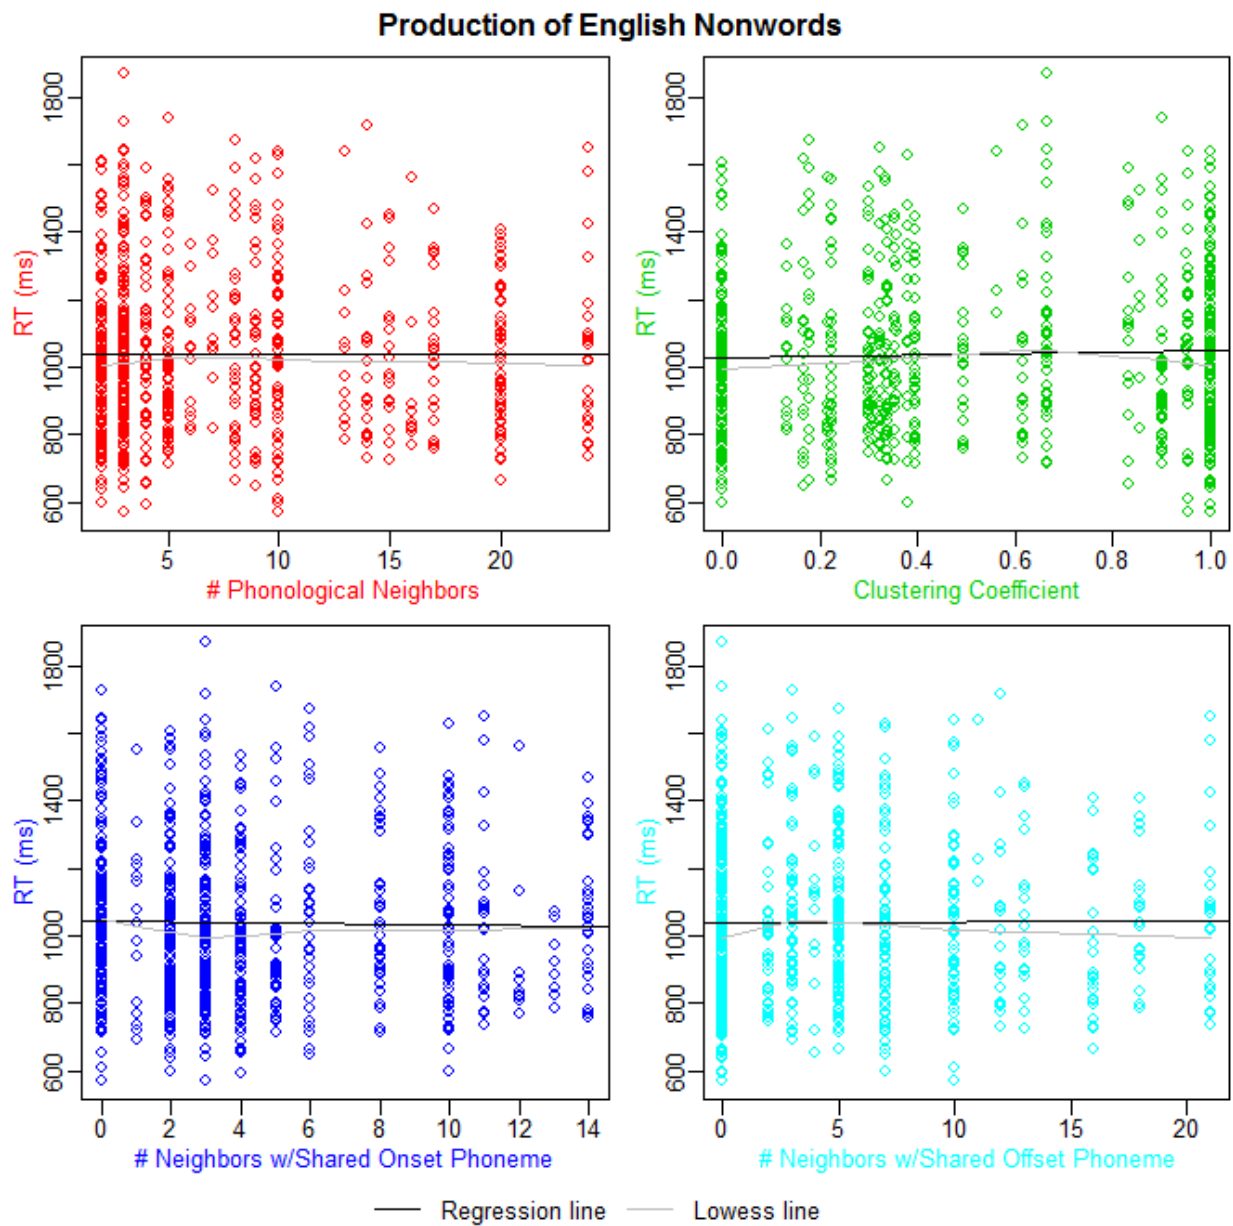 Production of English Nonwords
RT (ms)
600 800 1000 1400 1800
5 10 15 20
# Phonological Neighbors
RT (ms)
600 800 1000 1400 1800
0.0 0.2 0.4 0.6 0.8 1.0
Clustering Coefficient
RT (ms)
600 800 1000 1400 1800
0 2 4 6 8 10 12 14
# Neighbors w/Shared Onset Phoneme
RT (ms)
600 800 1000 1400 1800
0 5 10 15 20
# Neighbors w/Shared Offset Phoneme
Regression line Lowess line